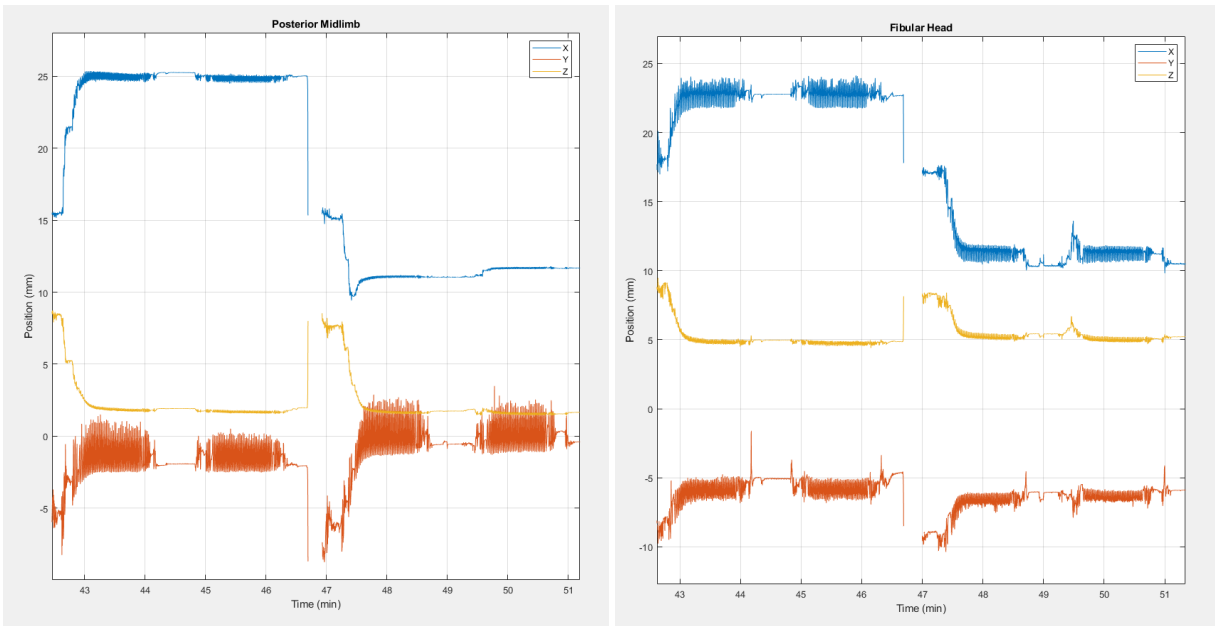 Posterior Midlimb
X
Y
Z
Position (mm)
25
20
15
10
5
0
-5
43 44 45 46 47 48 49 50 51
Time (min)
Fibular Head
X
Y
Z
Position (mm)
25
20
15
10
5
0
-5
-10
43 44 45 46 47 48 49 50 51
Time (min)